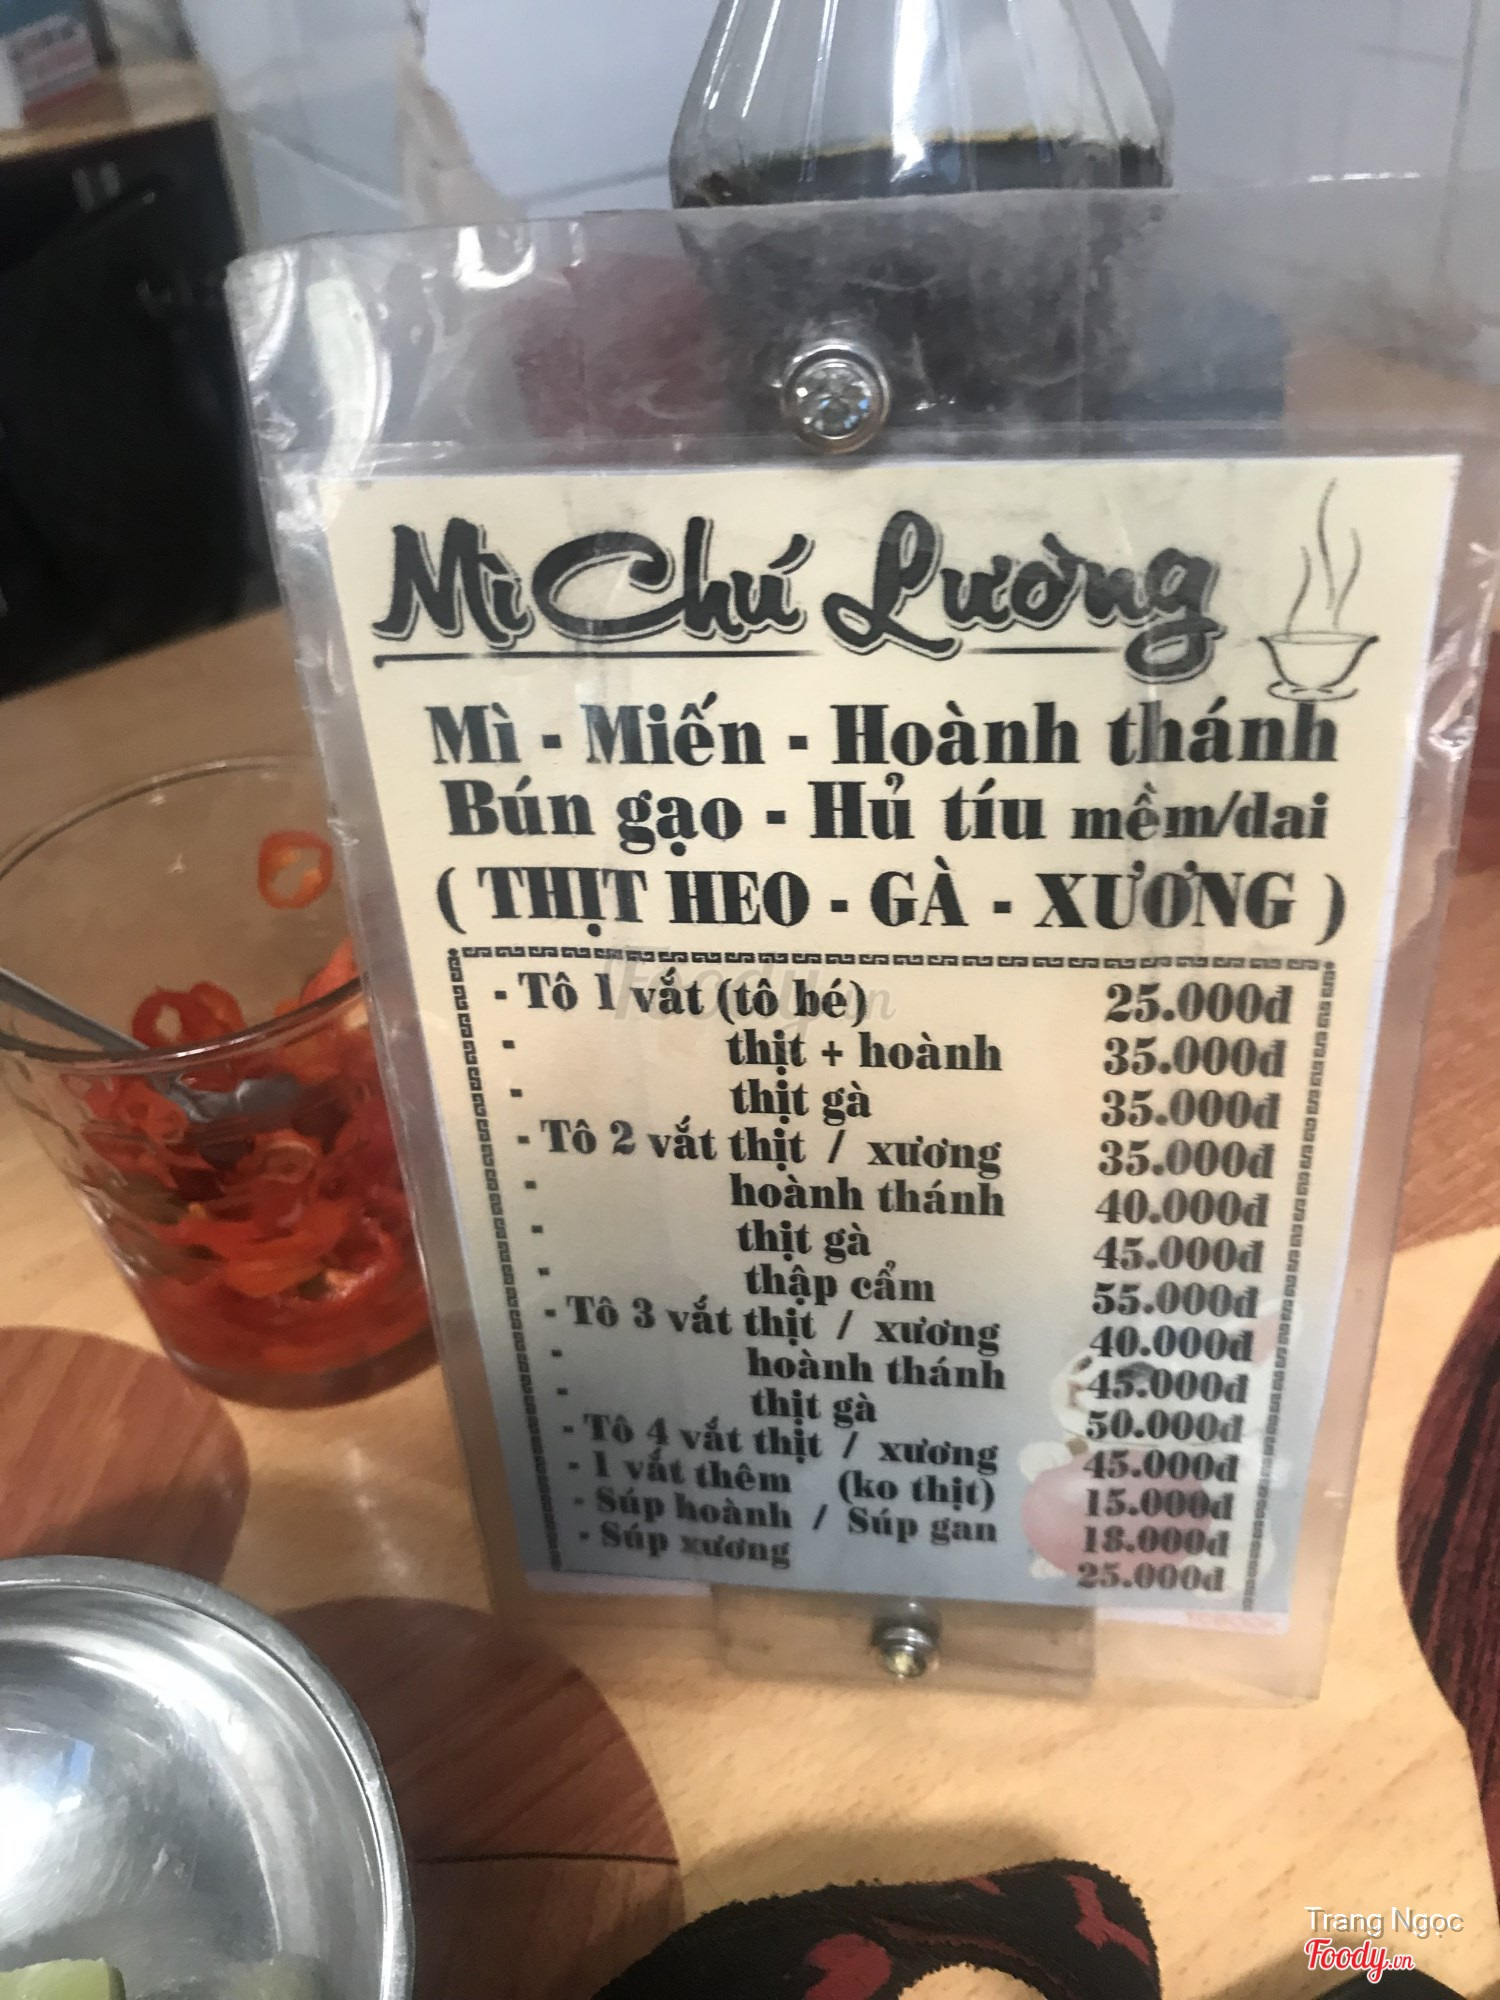 Mì Chú Lường
Mì - Miến - Hoành thánh
Bún gạo - Hủ tíu mềm/dai
( THỊT HEO - GÀ - XƯƠNG )
- Tô 1 vắt (tô bé) 25.000đ
- thịt + hoành 35.000đ
- thịt gà 35.000đ
- Tô 2 vắt thịt / xương 35.000đ
- hoành thánh 40.000đ
- thịt gà 45.000đ
- thập cẩm 55.000đ
- Tô 3 vắt thịt / xương 40.000đ
- hoành thánh 45.000đ
- thịt gà 50.000đ
- Tô 4 vắt thịt / xương 45.000đ
- 1 vắt thêm (ko thịt) 15.000đ
- Súp hoành / Súp gan 18.000đ
- Súp xương 25.000đ
Foody.vn
Trang Ngọc
Foody.vn